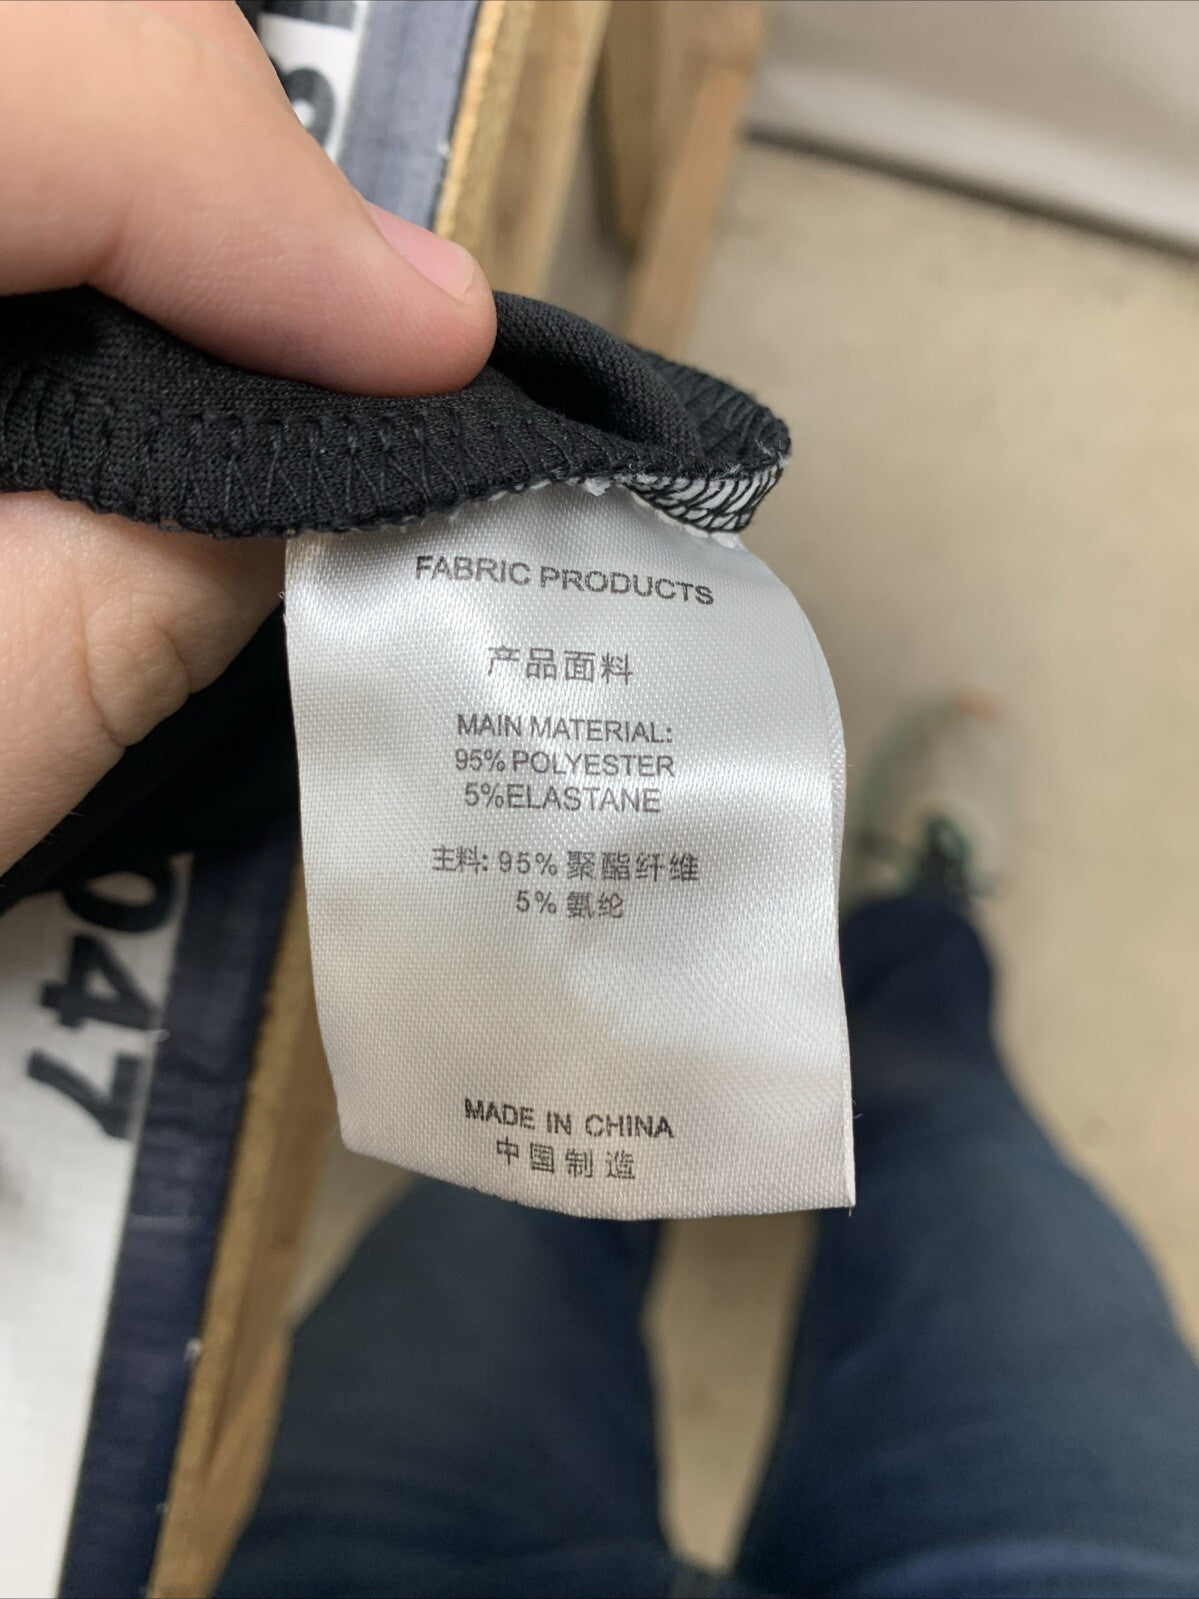 FABRIC PRODUCTS
产品面料
MAIN MATERIAL:
95% POLYESTER
5%ELASTANE
主料: 95% 聚酯纤维
5% 氨纶
MADE IN CHINA
中国制造
047